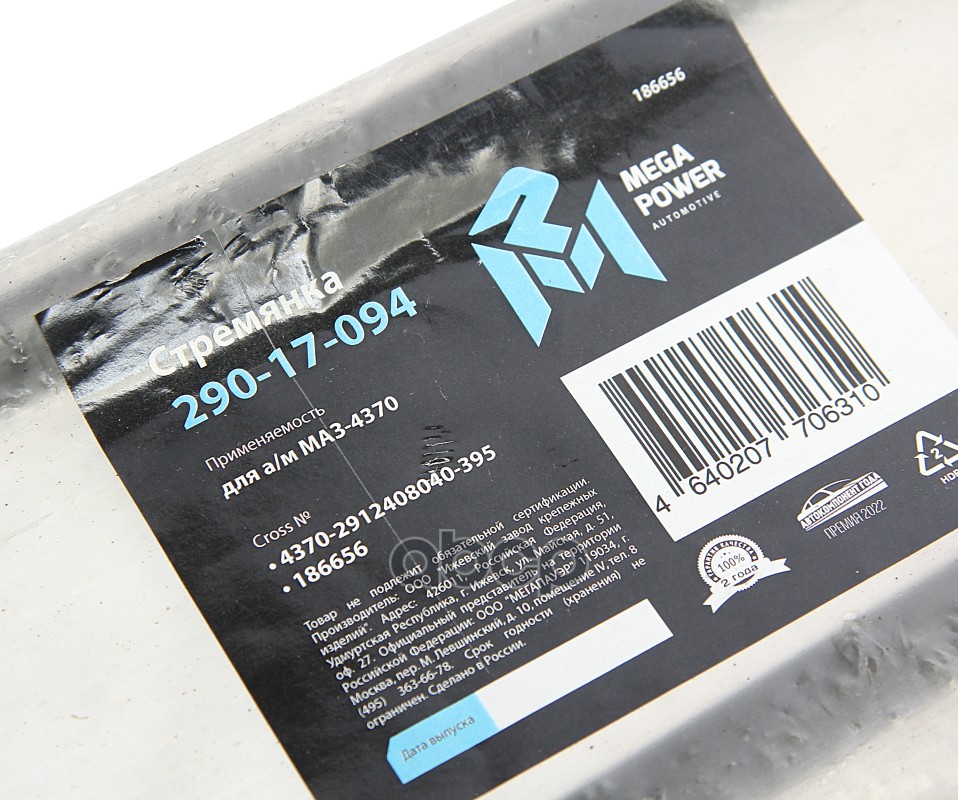 186656
MEGA
POWER
AUTOMOTIVE
Стремянка
290-17-094
Применяемость
для а/м МАЗ-4370
Cross №
• 4370-2912408040-395
• 186656
Товар не подлежит обязательной сертификации.
Производитель: ООО "Ижевский завод крепежных
изделий". Адрес: 426011, Российская Федерация,
Удмуртская Республика, г. Ижевск, ул. Майская, д. 51,
оф. 27. Официальный представитель на территории
Российской Федерации: ООО "МЕГАПАУЭР" 119034, г.
Москва, пер. М. Левшинский, д. 10, помещение IV, тел. 8
(495) 363-66-78. Срок годности (хранения) не
ограничен. Сделано в России.
Дата выпуска
4 640207 706310
ГАРАНТИЯ КАЧЕСТВА
100%
2 года
АВТОКОМПОНЕНТ ГОДА
ПРЕМИЯ 2022
2